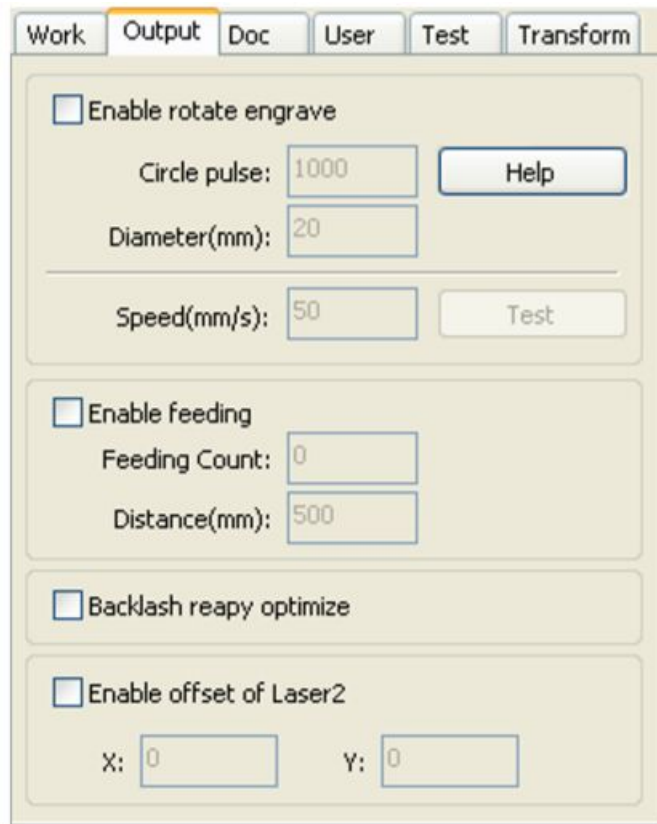 Work Output Doc User Test Transform
Enable rotate engrave
Circle pulse: 1000 Help
Diameter(mm): 20
Speed(mm/s): 50 Test
Enable feeding
Feeding Count: 0
Distance(mm): 500
Backlash reapy optimize
Enable offset of Laser2
X: 0 Y: 0